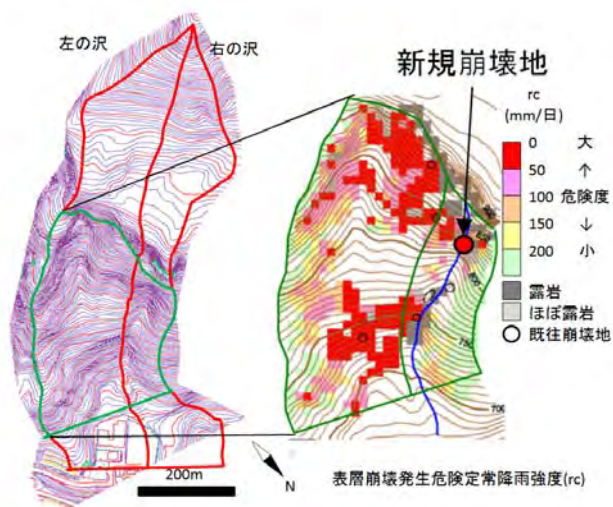 左の沢
右の沢
新規崩壊地
rc
(mm/日)
0 大
50 ↑
100 危険度
150 ↓
200 小
露岩
ほぼ露岩
既往崩壊地
750
700
200m
N
表層崩壊発生危険定常降雨強度(rc)